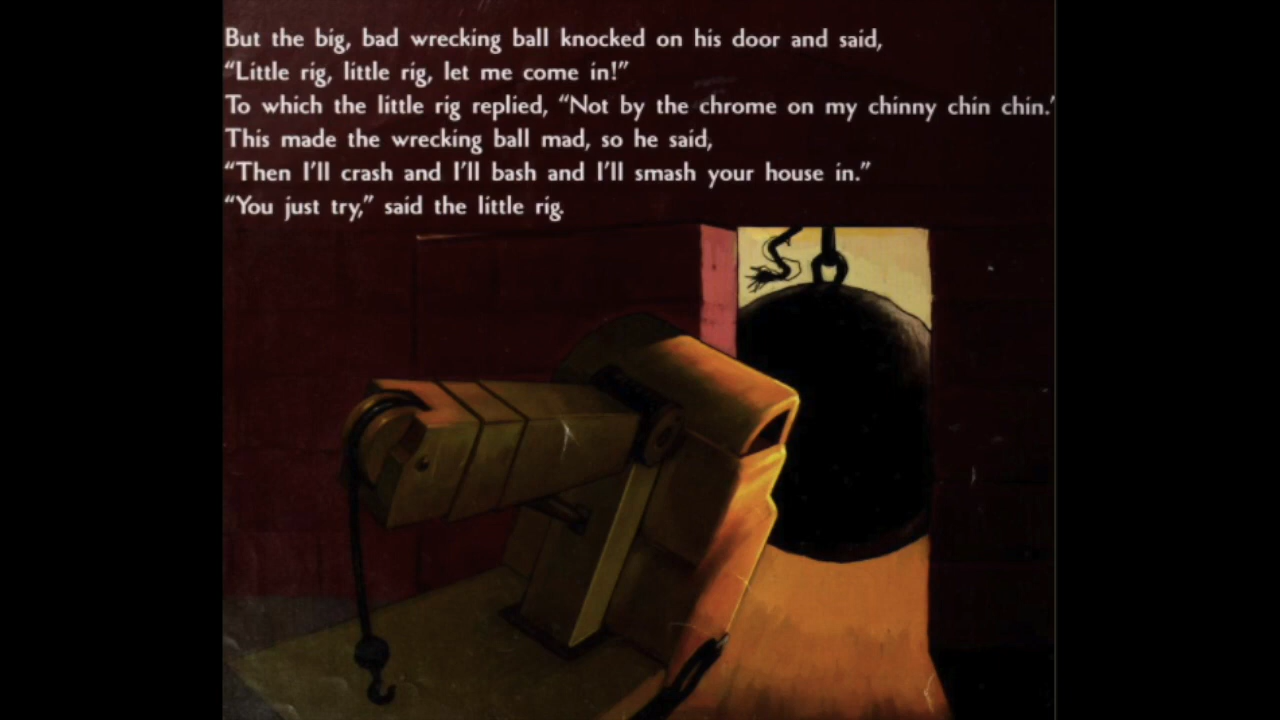 But the big, bad wrecking ball knocked on his door and said,
“Little rig, little rig, let me come in!”
To which the little rig replied, “Not by the chrome on my chinny chin chin.’
This made the wrecking ball mad, so he said,
“Then I’ll crash and I’ll bash and I’ll smash your house in.”
“You just try,” said the little rig.